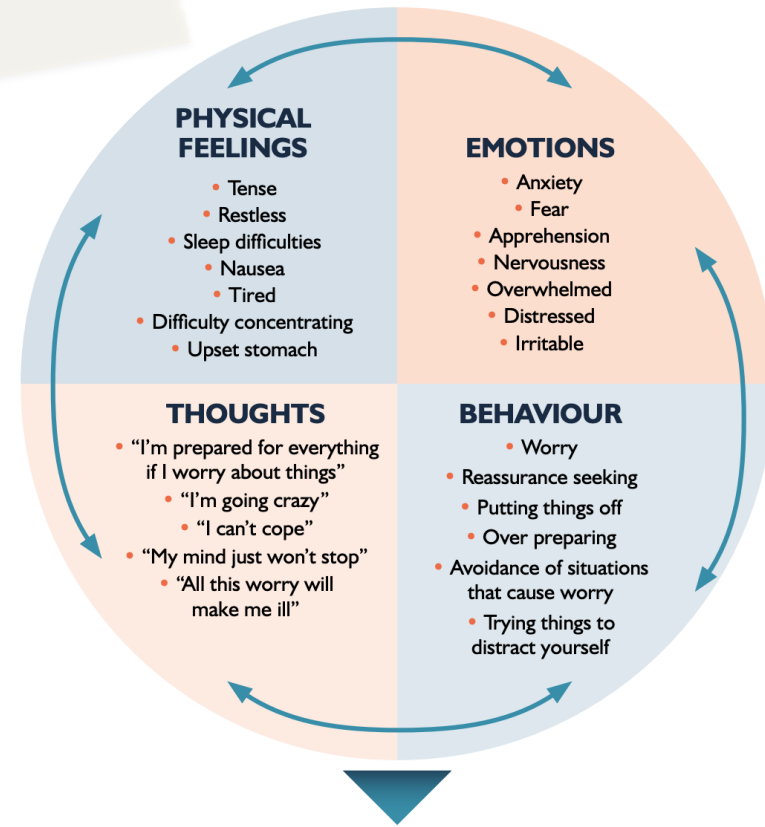 PHYSICAL
FEELINGS
• Tense
• Restless
• Sleep difficulties
• Nausea
• Tired
• Difficulty concentrating
• Upset stomach
EMOTIONS
• Anxiety
• Fear
• Apprehension
• Nervousness
• Overwhelmed
• Distressed
• Irritable
THOUGHTS
• “I’m prepared for everything
if I worry about things”
• “I’m going crazy”
• “I can’t cope”
• “My mind just won’t stop”
• “All this worry will
make me ill”
BEHAVIOUR
• Worry
• Reassurance seeking
• Putting things off
• Over preparing
• Avoidance of situations
that cause worry
• Trying things to
distract yourself